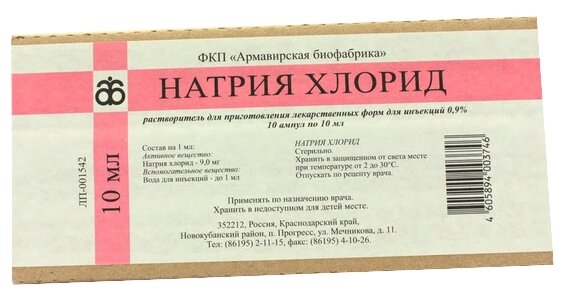 ФКП «Армавирская биофабрика»
НАТРИЯ ХЛОРИД
растворитель для приготовления лекарственных форм для инъекций 0,9%
10 ампул по 10 мл
Состав на 1 мл:
Активное вещество:
Натрия хлорид - 9,0 мг
Вспомогательное вещество:
Вода для инъекций - до 1 мл
НАТРИЯ ХЛОРИД
Стерильно.
Хранить в защищенном от света месте
при температуре от 2 до 30°С.
Отпускать по рецепту врача.
Применять по назначению врача.
Хранить в недоступном для детей месте.
352212, Россия, Краснодарский край,
Новокубанский район, п. Прогресс, ул. Мечникова, д. 11.
Тел: (86195) 2-11-15, факс: (86195) 4-10-26.
ЛП-001542
10 мл
4 605894 003746